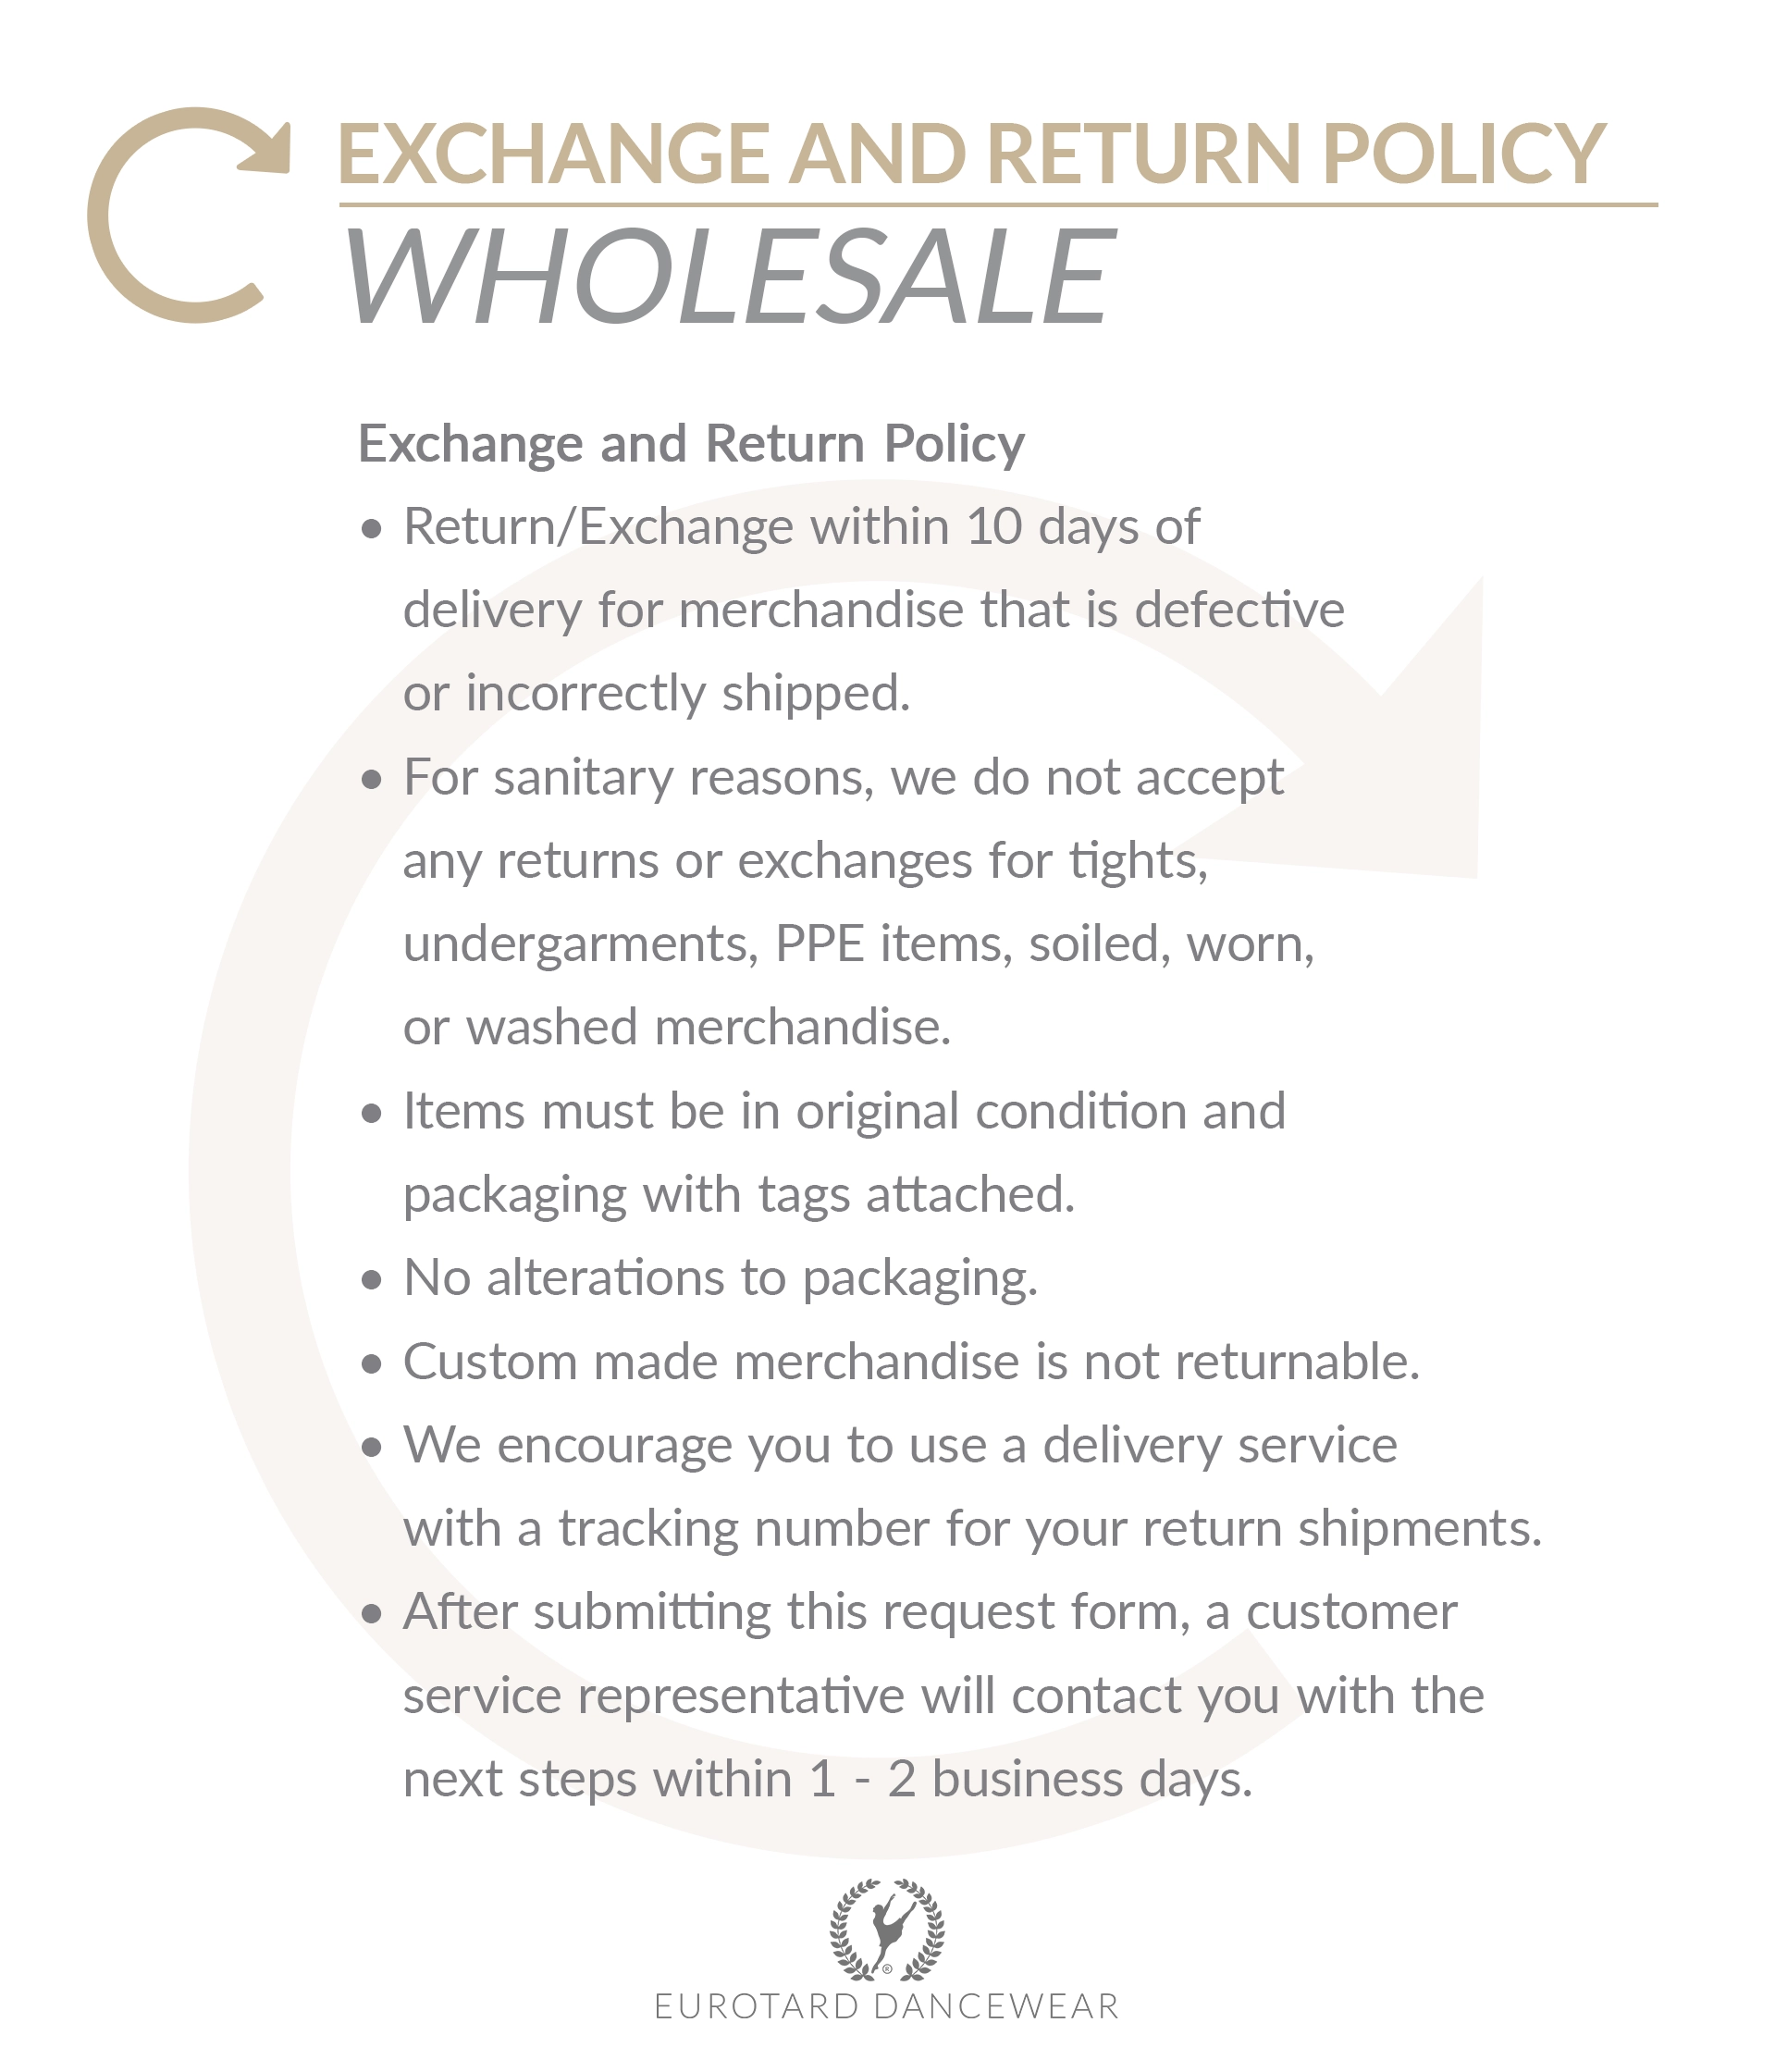 EXCHANGE AND RETURN POLICY
WHOLESALE
Exchange and Return Policy
• Return/Exchange within 10 days of
delivery for merchandise that is defective
or incorrectly shipped.
• For sanitary reasons, we do not accept
any returns or exchanges for tights,
undergarments, PPE items, soiled, worn,
or washed merchandise.
• Items must be in original condition and
packaging with tags attached.
• No alterations to packaging.
• Custom made merchandise is not returnable.
• We encourage you to use a delivery service
with a tracking number for your return shipments.
• After submitting this request form, a customer
service representative will contact you with the
next steps within 1 - 2 business days.
®
EUROTARD DANCEWEAR